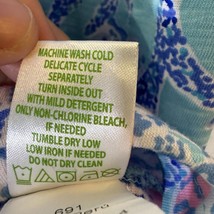 MACHINE WASH COLD
DELICATE CYCLE
SEPARATELY
TURN INSIDE OUT
WITH MILD DETERGENT
ONLY NON-CHLORINE BLEACH,
IF NEEDED
TUMBLE DRY LOW
LOW IRON IF NEEDED
DO NOT DRY CLEAN
691